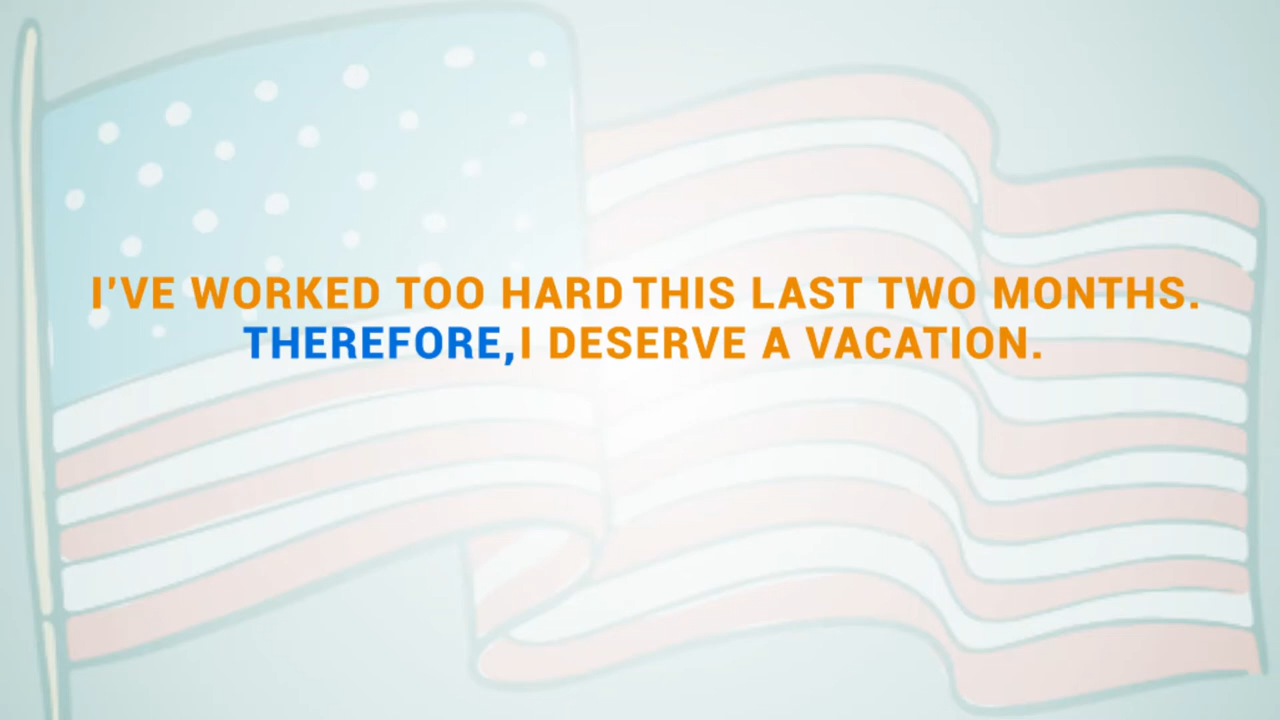 I'VE WORKED TOO HARD THIS LAST TWO MONTHS.
THEREFORE, I DESERVE A VACATION.